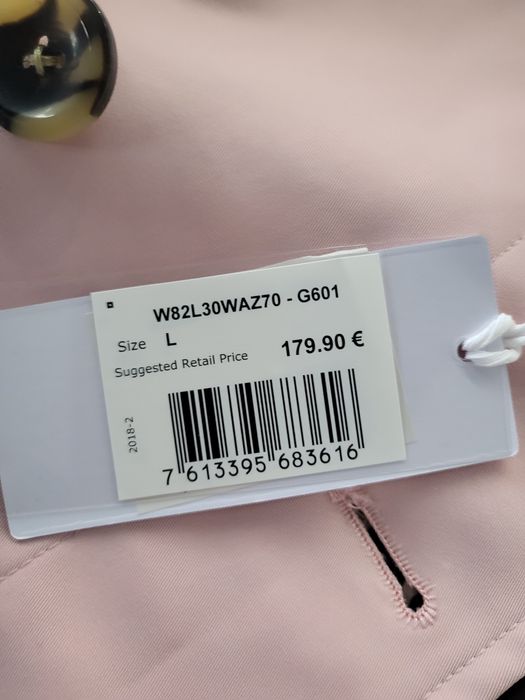 W82L30WAZ70 - G601
Size L
179.90 €
Suggested Retail Price
2018-2
7 613395 683616